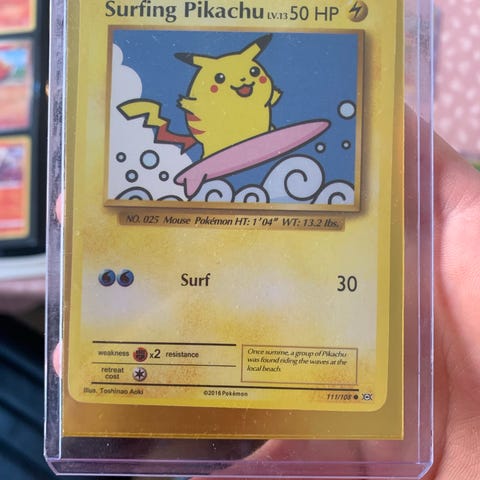 Surfing Pikachu LV.13 50 HP
NO. 025 Mouse Pokémon HT: 1'04" WT: 13.2 lbs.
Surf 30
weakness x2 resistance
retreat cost
Once summe, a group of Pikachu
was found riding the waves at the
local beach.
Illus. Toshinao Aoki ©2016 Pokémon 111/108